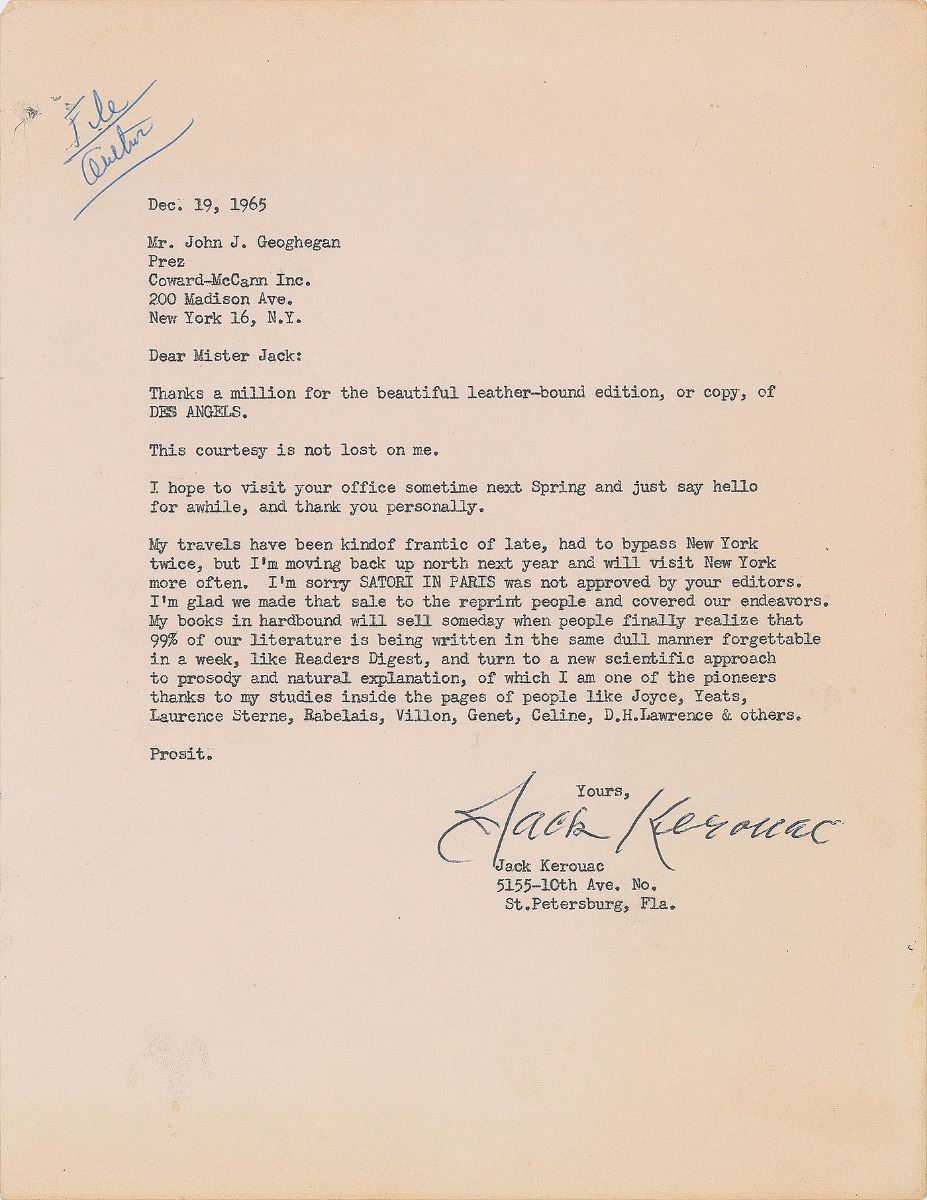 File
Author
Dec. 19, 1965
Mr. John J. Geoghegan
Prez
Coward-McCann Inc.
200 Madison Ave.
New York 16, N.Y.
Dear Mister Jack:
Thanks a million for the beautiful leather-bound edition, or copy, of
DES ANGELS.
This courtesy is not lost on me.
I hope to visit your office sometime next Spring and just say hello
for awhile, and thank you personally.
My travels have been kindof frantic of late, had to bypass New York
twice, but I'm moving back up north next year and will visit New York
more often.  I'm sorry SATORI IN PARIS was not approved by your editors.
I'm glad we made that sale to the reprint people and covered our endeavors.
My books in hardbound will sell someday when people finally realize that
99% of our literature is being written in the same dull manner forgettable
in a week, like Readers Digest, and turn to a new scientific approach
to prosody and natural explanation, of which I am one of the pioneers
thanks to my studies inside the pages of people like Joyce, Yeats,
Laurence Sterne, Rabelais, Villon, Genet, Celine, D.H.Lawrence & others.
Prosit.
Yours,
Jack Kerouac
Jack Kerouac
5155-10th Ave. No.
St.Petersburg, Fla.